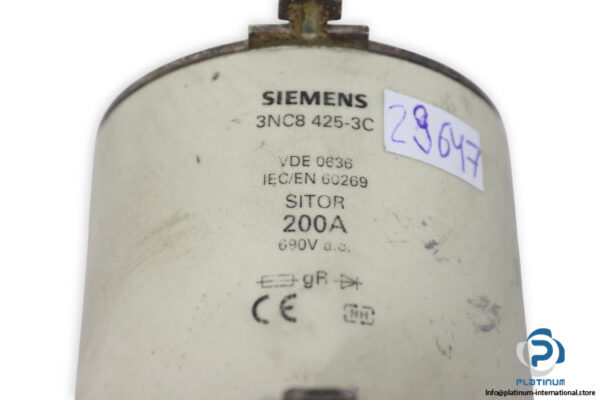 SIEMENS
3NC8 425-3C
29647
VDE 0636
IEC/EN 60269
SITOR
200A
690V a.c.
gR
CE
NH
PLATINUM
Info@platinum-international.store